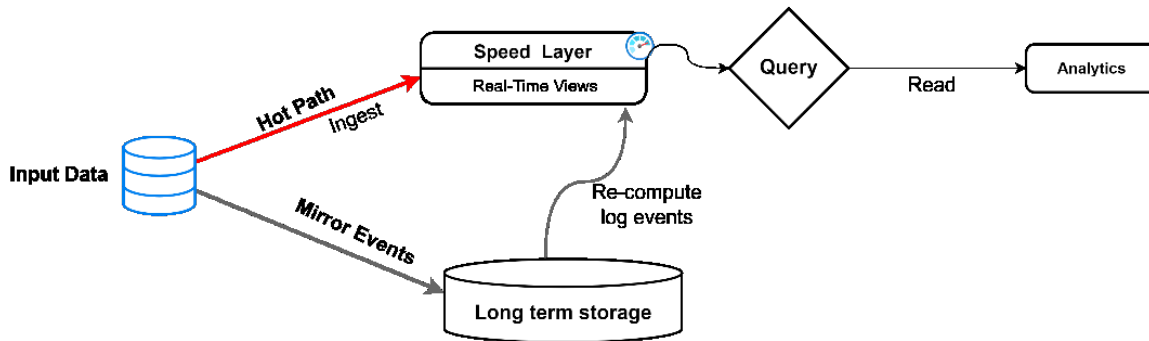 Speed Layer
Real-Time Views
Query
Read
Analytics
Hot Path
Ingest
Input Data
Mirror Events
Re-compute
log events
Long term storage